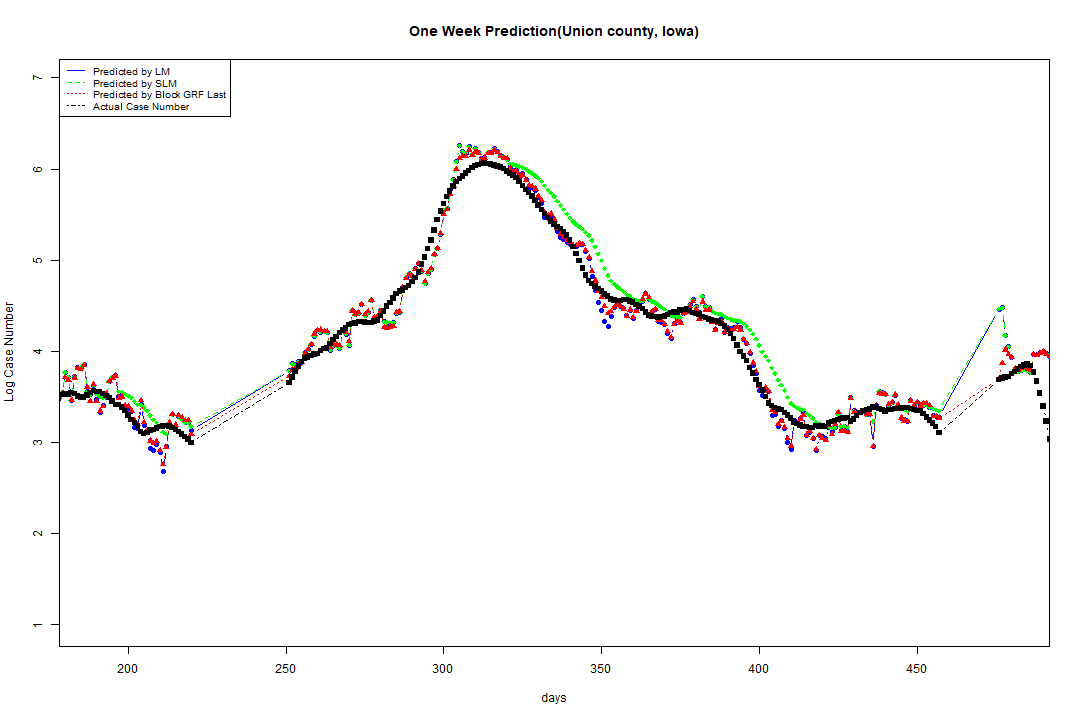 One Week Prediction(Union county, Iowa)
Predicted by LM
Predicted by SLM
Predicted by Block GRF Last
Actual Case Number
7
6
5
4
3
2
1
Log Case Number
200 250 300 350 400 450
days